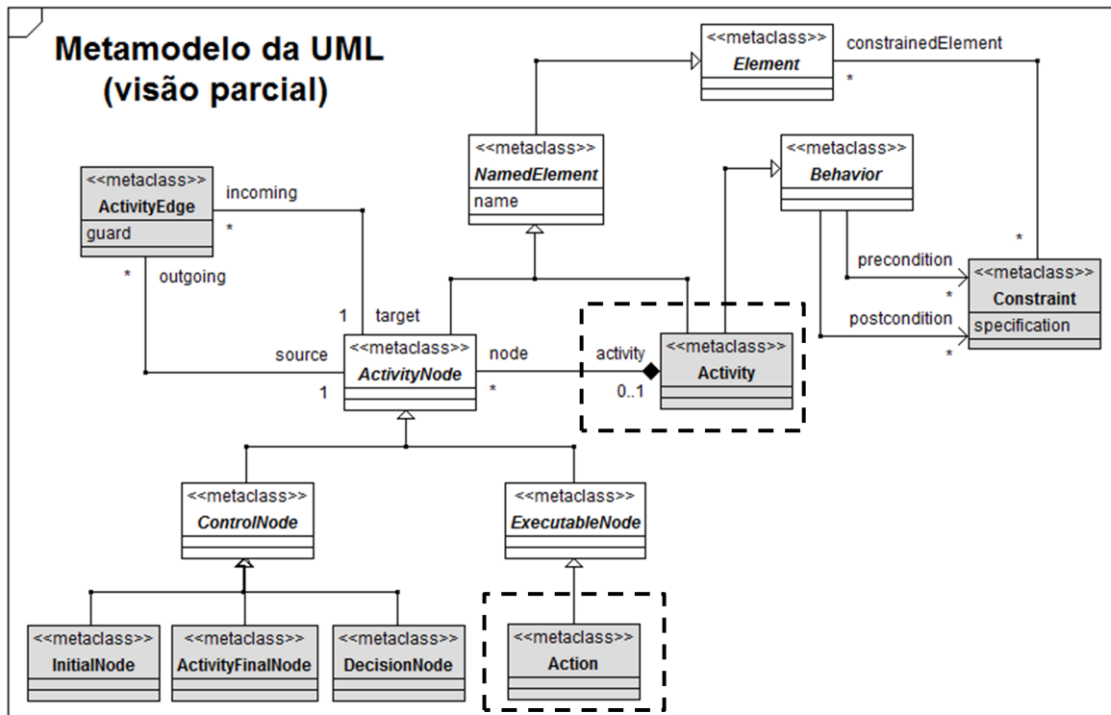 Metamodelo da UML
(visão parcial)
<<metaclass>>
Element
constrainedElement
*
<<metaclass>>
NamedElement
name
<<metaclass>>
Behavior
<<metaclass>>
ActivityEdge
guard
incoming
*
*
outgoing
precondition
*
postcondition
*
*
<<metaclass>>
Constraint
specification
1
target
source
1
<<metaclass>>
ActivityNode
node
*
activity
0..1
<<metaclass>>
Activity
<<metaclass>>
ControlNode
<<metaclass>>
ExecutableNode
<<metaclass>>
InitialNode
<<metaclass>>
ActivityFinalNode
<<metaclass>>
DecisionNode
<<metaclass>>
Action